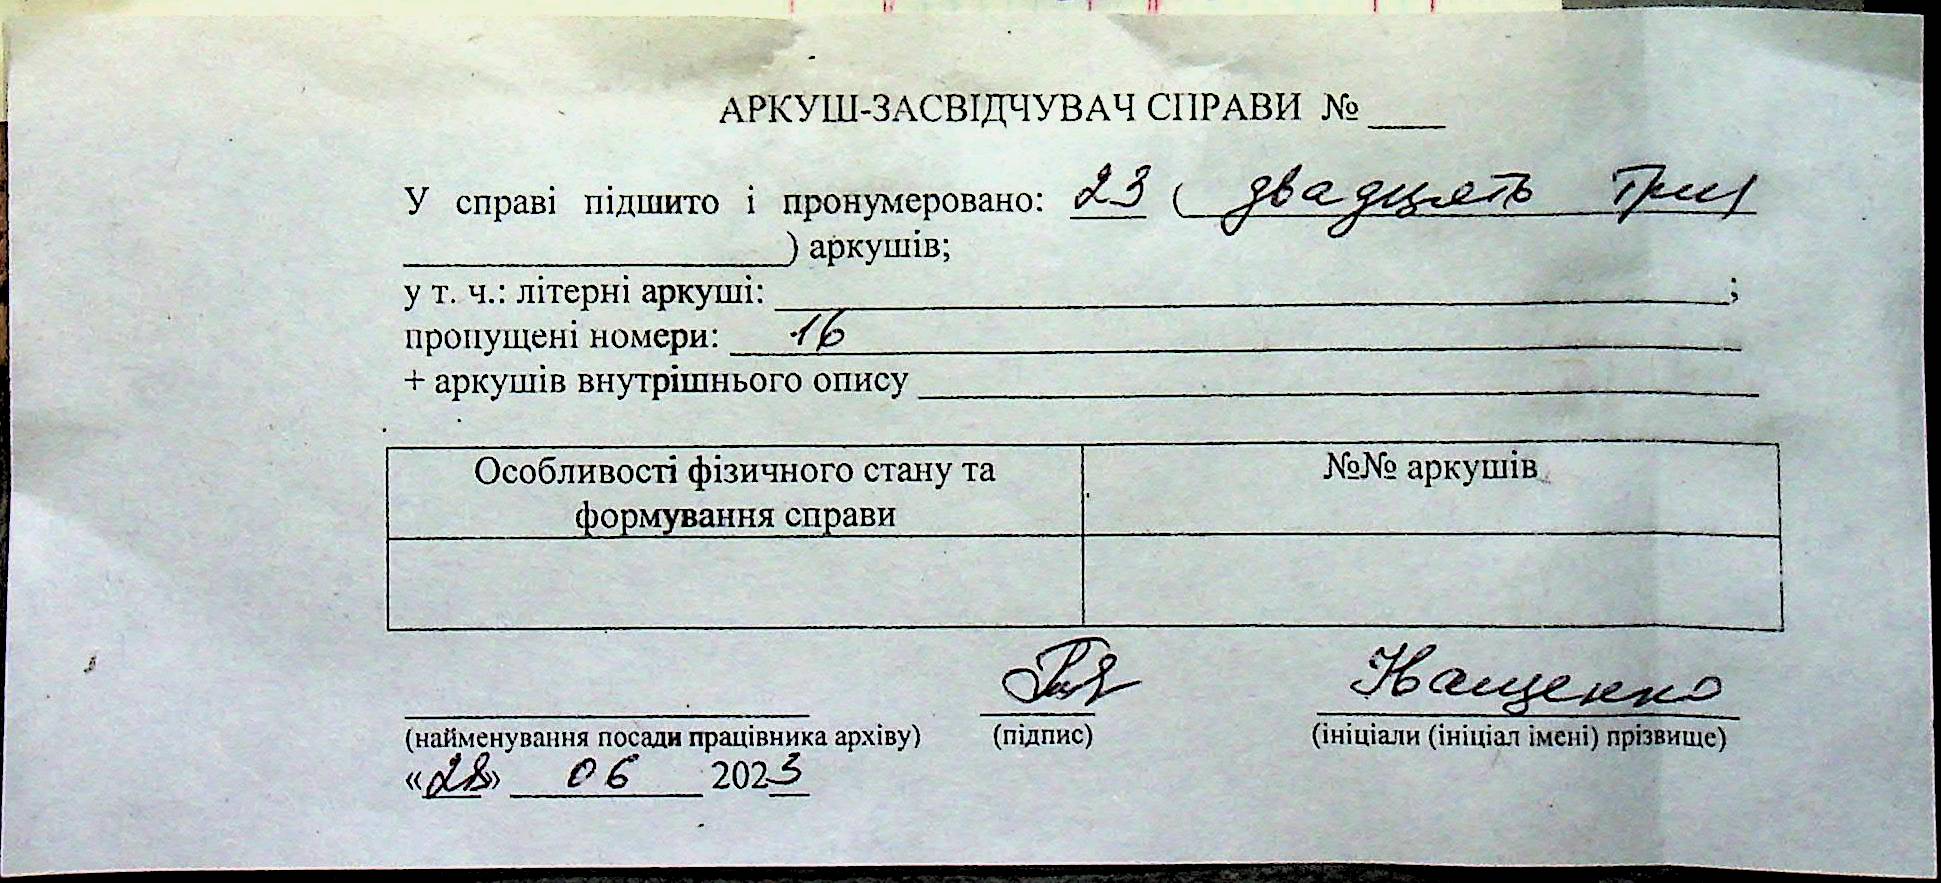 АРКУШ-ЗАСВІДЧУВАЧ СПРАВИ № ____
У справі підшито і пронумеровано: 23 ( двадцять три
) аркушів;
у т. ч.: літерні аркуші: ;
пропущені номери: 16
+ аркушів внутрішнього опису
Особливості фізичного стану та
формування справи
№№ аркушів
(найменування посади працівника архіву) (підпис) (ініціали (ініціал імені) прізвище)
«28» 06 2023